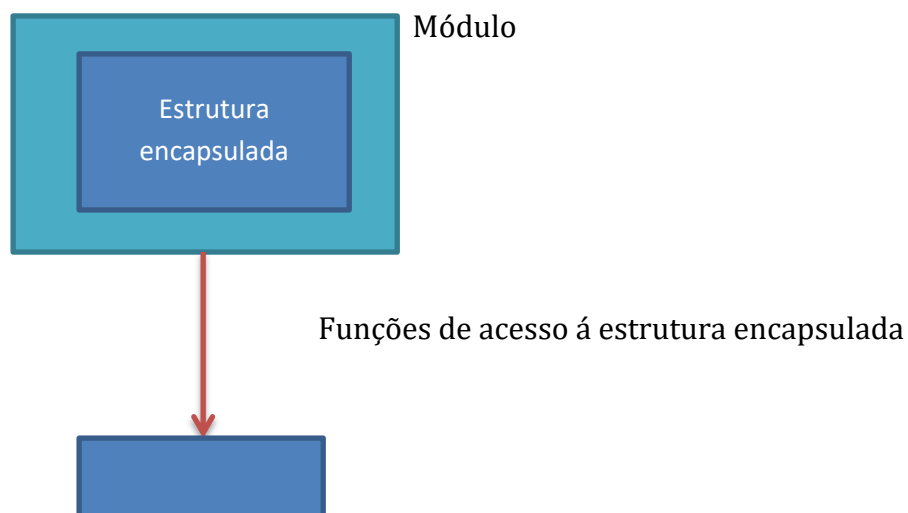 Módulo
Estrutura
encapsulada
Funções de acesso á estrutura encapsulada